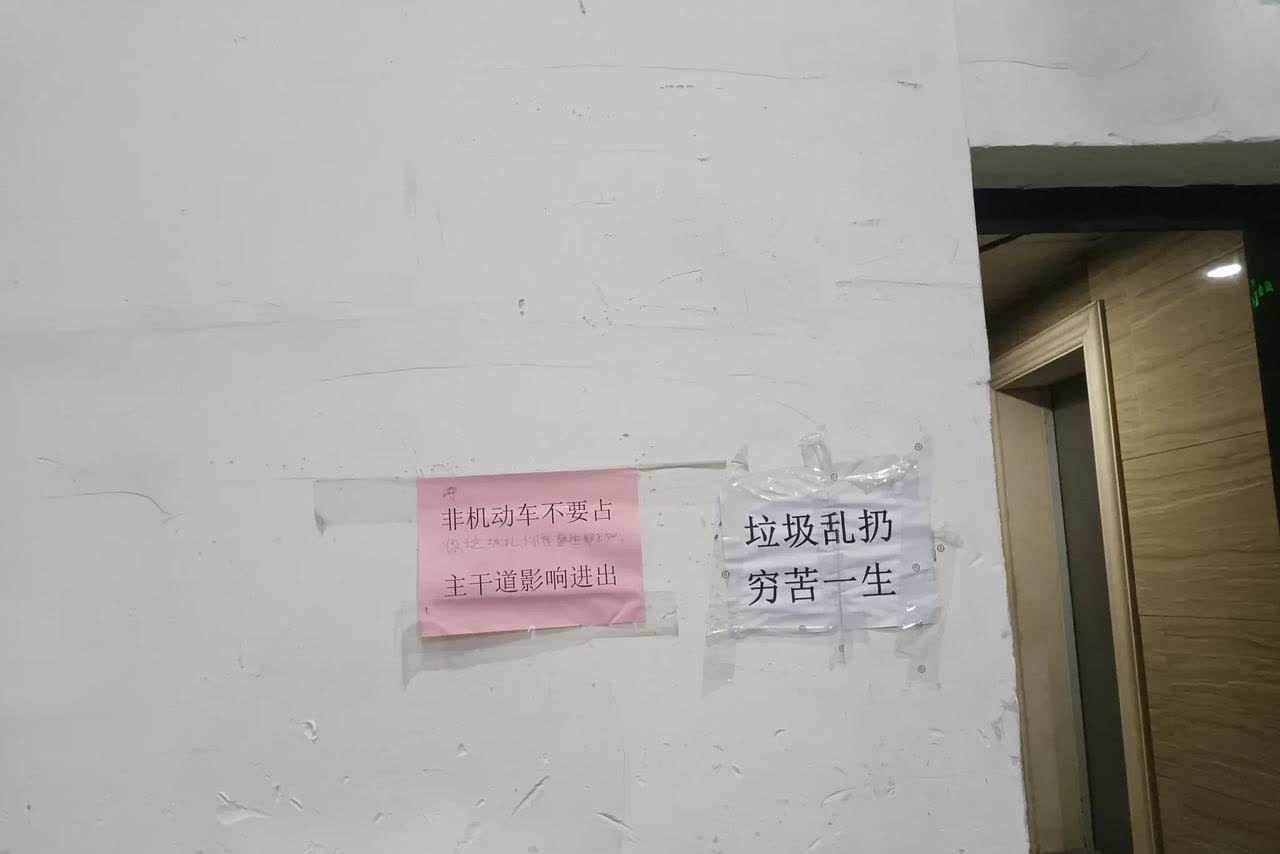 非机动车不要占
主干道影响进出
垃圾乱扔
穷苦一生